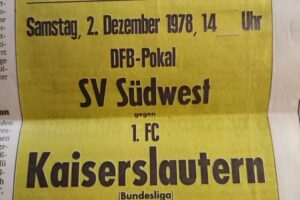 Samstag, 2. Dezember 1978, 14 Uhr
DFB-Pokal
SV Südwest
gegen
1. FC
Kaiserslautern
(Bundesliga)